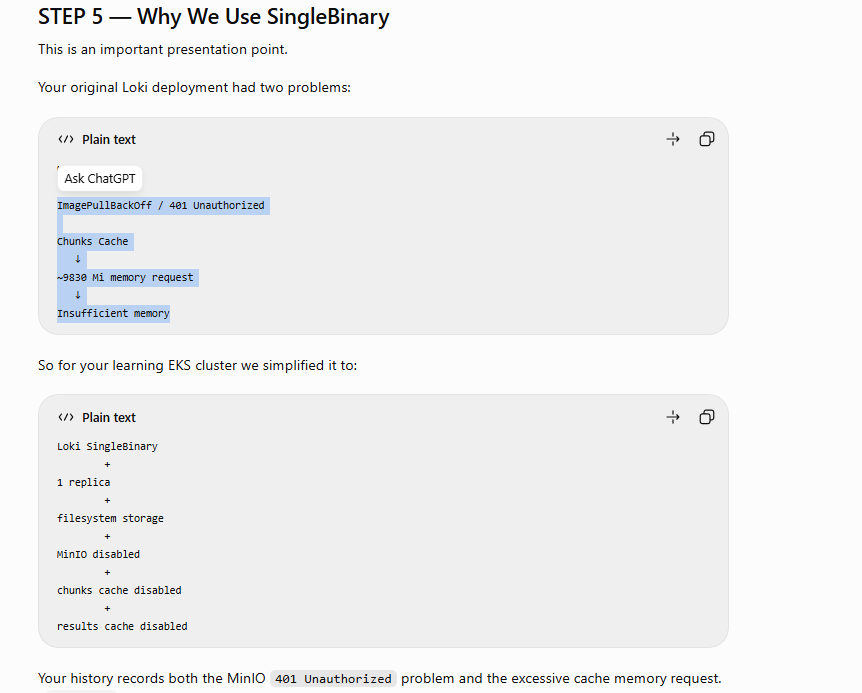 STEP 5 — Why We Use SingleBinary
This is an important presentation point.
Your original Loki deployment had two problems:
Plain text
Ask ChatGPT
ImagePullBackOff / 401 Unauthorized
Chunks Cache
↓
~9830 Mi memory request
↓
Insufficient memory
So for your learning EKS cluster we simplified it to:
Plain text
Loki SingleBinary
+
1 replica
+
filesystem storage
+
MinIO disabled
+
chunks cache disabled
+
results cache disabled
Your history records both the MinIO 401 Unauthorized problem and the excessive cache memory request.